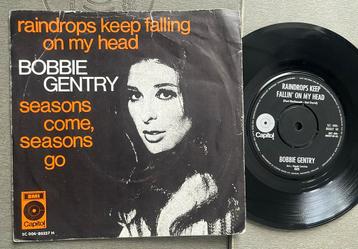 raindrops keep falling
on my head
BOBBIE
GENTRY
seasons
come,
seasons
go
EMI
Capitol
5C 006-80327 M
RAINDROPS KEEP
FALLIN' ON MY HEAD
Capitol
BOBBIE GENTRY